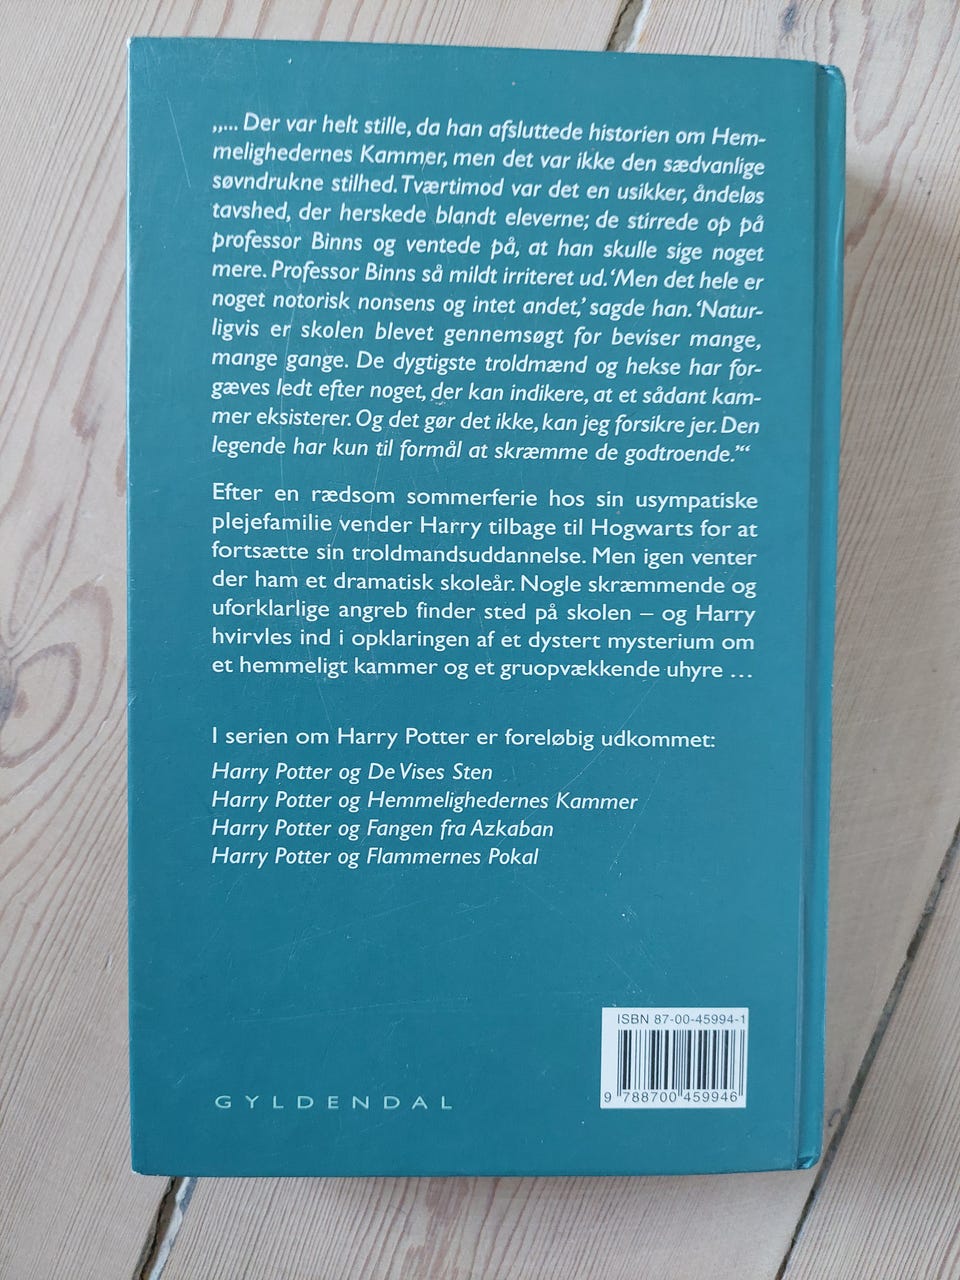 „... Der var helt stille, da han afsluttede historien om Hem-
melighedernes Kammer, men det var ikke den sædvanlige
søvndrukne stilhed. Tværtimod var det en usikker, åndeløs
tavshed, der herskede blandt eleverne; de stirrede op på
professor Binns og ventede på, at han skulle sige noget
mere. Professor Binns så mildt irriteret ud. ‘Men det hele er
noget notorisk nonsens og intet andet,’ sagde han. ‘Natur-
ligvis er skolen blevet gennemsøgt for beviser mange,
mange gange. De dygtigste troldmænd og hekse har for-
gæves ledt efter noget, der kan indikere, at et sådant kam-
mer eksisterer. Og det gør det ikke, kan jeg forsikre jer. Den
legende har kun til formål at skræmme de godtroende.’“
Efter en rædsom sommerferie hos sin usympatiske
plejefamilie vender Harry tilbage til Hogwarts for at
fortsætte sin troldmandsuddannelse. Men igen venter
der ham et dramatisk skoleår. Nogle skræmmende og
uforklarlige angreb finder sted på skolen – og Harry
hvirvles ind i opklaringen af et dystert mysterium om
et hemmeligt kammer og et gruopvækkende uhyre ...
I serien om Harry Potter er foreløbig udkommet:
Harry Potter og De Vises Sten
Harry Potter og Hemmelighedernes Kammer
Harry Potter og Fangen fra Azkaban
Harry Potter og Flammernes Pokal
ISBN 87-00-45994-1
9 788700 459946
GYLDENDAL